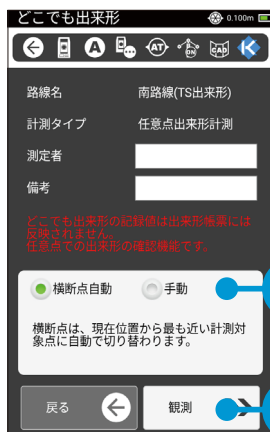 どこでも出来形 0.100m
A AT ON CAD
路線名 南路線(TS出来形)
計測タイプ 任意点出来形計測
測定者
備考
どこでも出来形の記録値は出来形帳票には
反映されません。
任意点での出来形の確認機能です。
横断点自動 手動
横断点は、現在位置から最も近い計測対
象点に自動で切り替わります。
戻る 観測